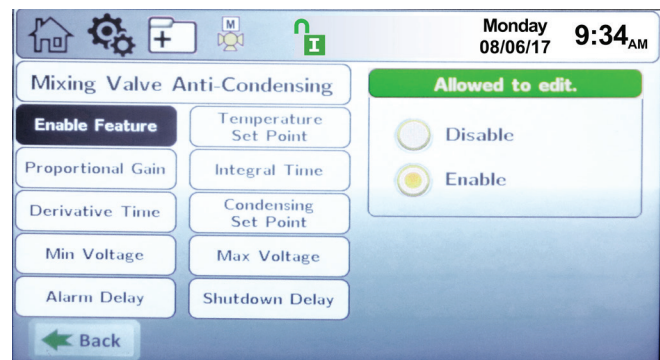 M
I
Monday
08/06/17
9:34AM
Mixing Valve Anti-Condensing
Allowed to edit.
Enable Feature
Temperature
Set Point
Disable
Proportional Gain
Integral Time
Enable
Derivative Time
Condensing
Set Point
Min Voltage
Max Voltage
Alarm Delay
Shutdown Delay
Back